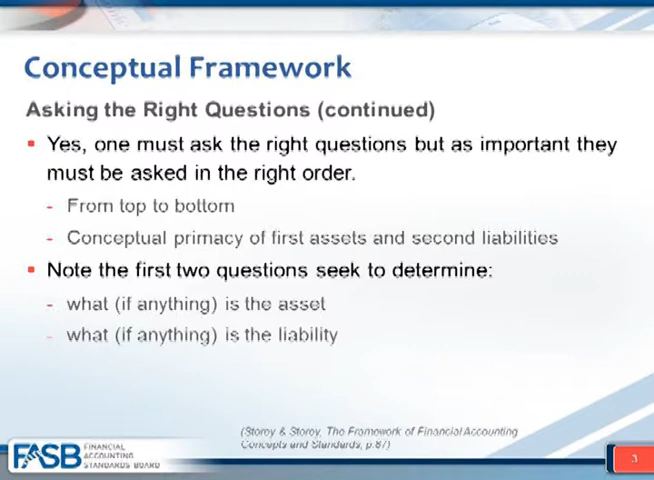 Conceptual Framework
Asking the Right Questions (continued)
Yes, one must ask the right questions but as important they
must be asked in the right order.
- From top to bottom
- Conceptual primacy of first assets and second liabilities
Note the first two questions seek to determine:
- what (if anything) is the asset
- what (if anything) is the liability
(Storey & Storey, The Framework of Financial Accounting
Concepts and Standards, p.87)
FASB
FINANCIAL
ACCOUNTING
STANDARDS BOARD
3